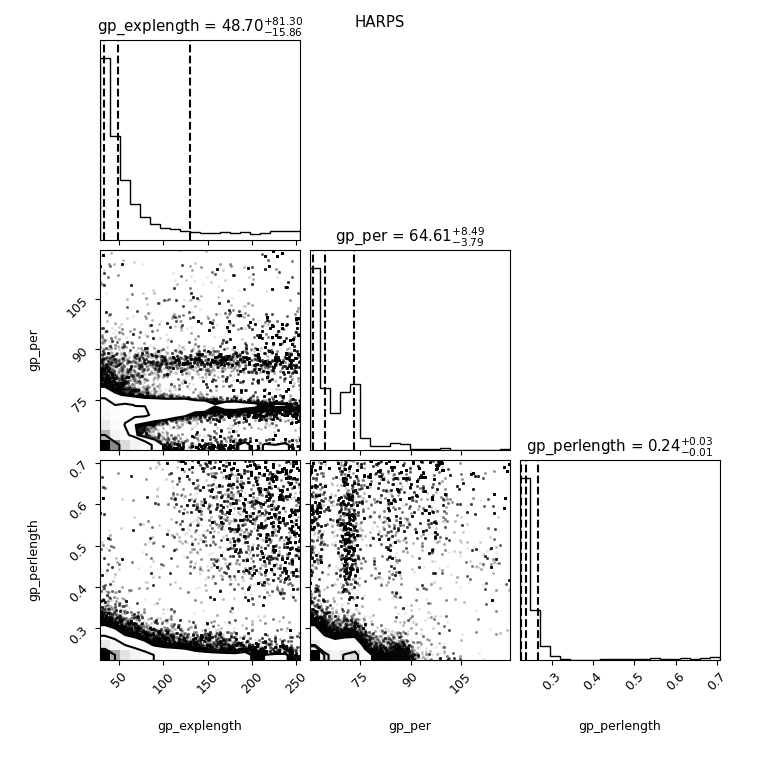 HARPS
gp_explength = 48.70+81.30−15.86
gp_per = 64.61+8.49−3.79
gp_perlength = 0.24+0.03−0.01
gp_per
105
90
75
gp_perlength
0.7
0.6
0.5
0.4
0.3
50 100 150 200 250
75 90 105
0.3 0.4 0.5 0.6 0.7
gp_explength
gp_per
gp_perlength